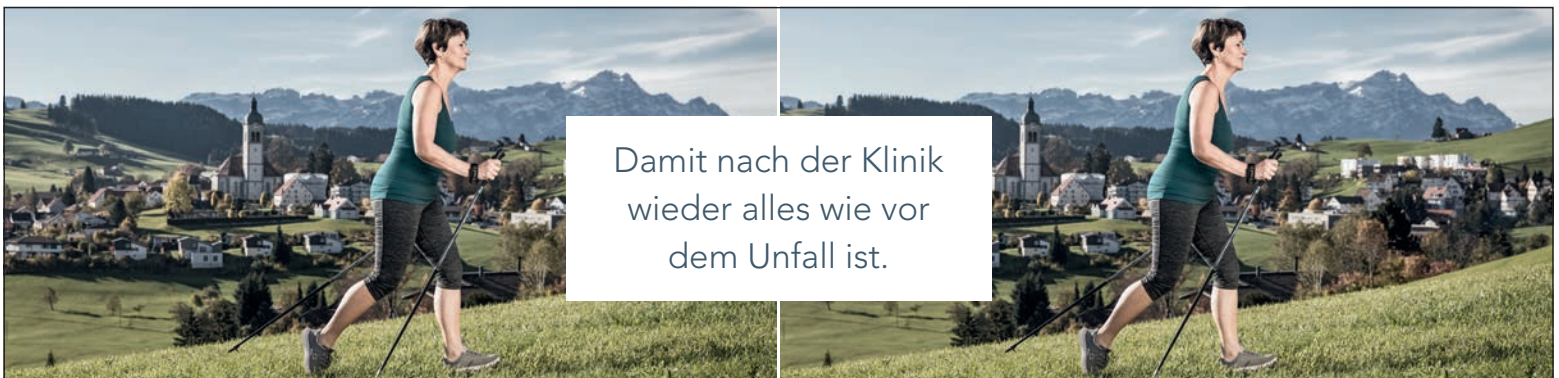 Damit nach der Klinik
wieder alles wie vor
dem Unfall ist.